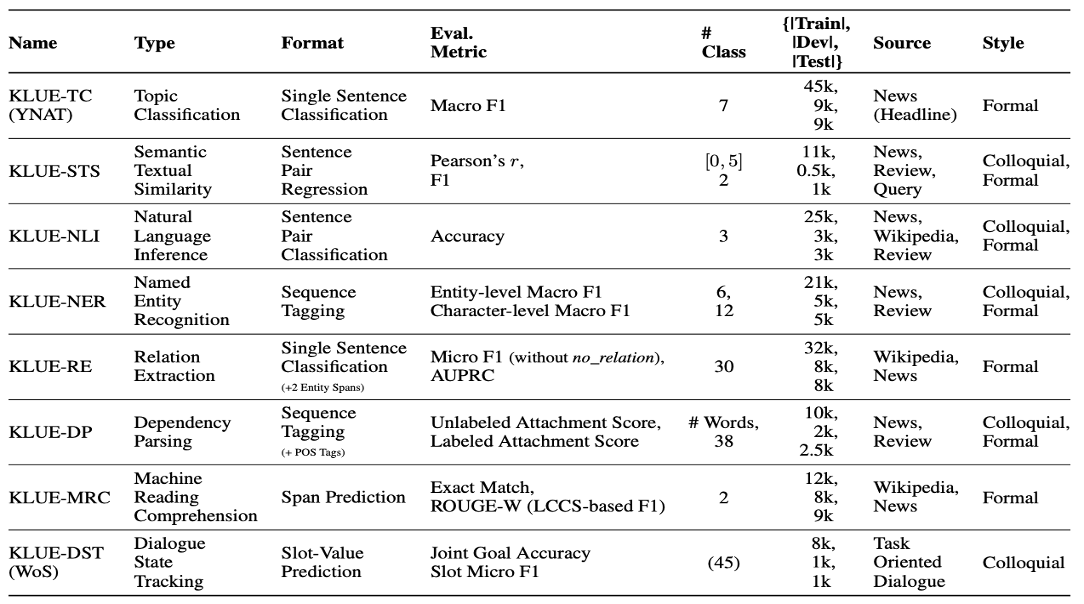 Name Type Format Eval. Metric # Class {|Train|, |Dev|, |Test|} Source Style
KLUE-TC (YNAT) Topic Classification Single Sentence Classification Macro F1 7 45k, 9k, 9k News (Headline) Formal
KLUE-STS Semantic Textual Similarity Sentence Pair Regression Pearson's r, F1 [0, 5] 2 11k, 0.5k, 1k News, Review, Query Colloquial, Formal
KLUE-NLI Natural Language Inference Sentence Pair Classification Accuracy 3 25k, 3k, 3k News, Wikipedia, Review Colloquial, Formal
KLUE-NER Named Entity Recognition Sequence Tagging Entity-level Macro F1 Character-level Macro F1 6, 12 21k, 5k, 5k News, Review Colloquial, Formal
KLUE-RE Relation Extraction Single Sentence Classification (+2 Entity Spans) Micro F1 (without no_relation), AUPRC 30 32k, 8k, 8k Wikipedia, News Formal
KLUE-DP Dependency Parsing Sequence Tagging (+ POS Tags) Unlabeled Attachment Score, Labeled Attachment Score # Words, 38 10k, 2k, 2.5k News, Review Colloquial, Formal
KLUE-MRC Machine Reading Comprehension Span Prediction Exact Match, ROUGE-W (LCCS-based F1) 2 12k, 8k, 9k Wikipedia, News Formal
KLUE-DST (WoS) Dialogue State Tracking Slot-Value Prediction Joint Goal Accuracy Slot Micro F1 (45) 8k, 1k, 1k Task Oriented Dialogue Colloquial